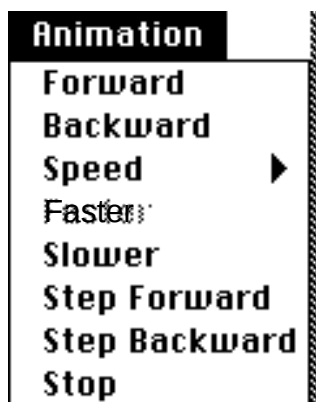 Animation
Forward
Backward
Speed
Faster
Slower
Step Forward
Step Backward
Stop